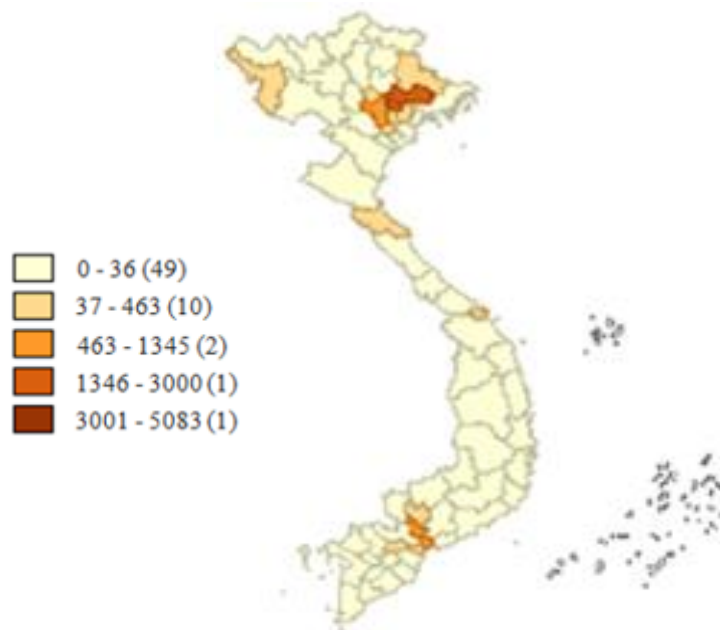 0 - 36 (49)
37 - 463 (10)
463 - 1345 (2)
1346 - 3000 (1)
3001 - 5083 (1)